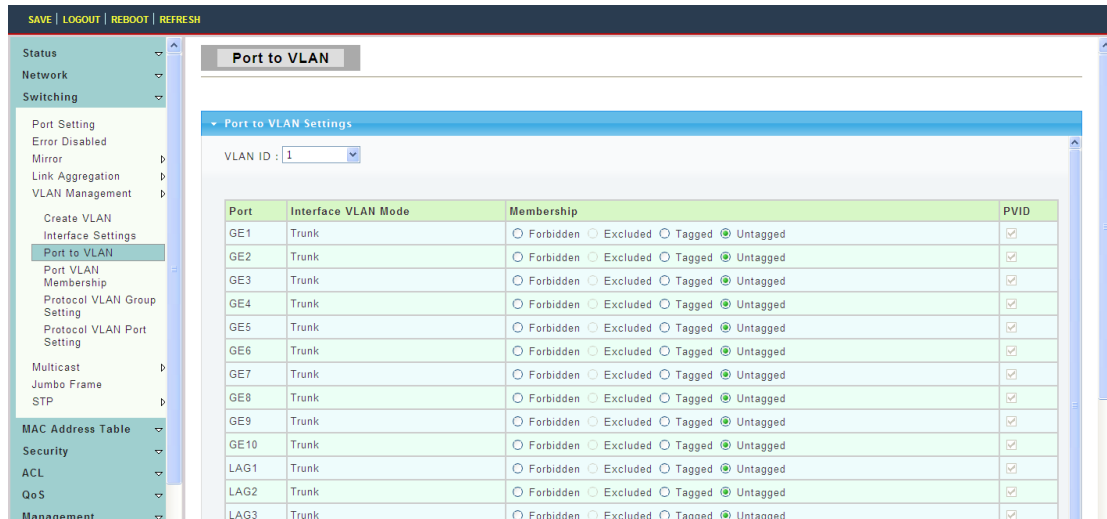 SAVE | LOGOUT | REBOOT | REFRESH
Status
Network
Switching
Port Setting
Error Disabled
Mirror
Link Aggregation
VLAN Management
Create VLAN
Interface Settings
Port to VLAN
Port VLAN
Membership
Protocol VLAN Group
Setting
Protocol VLAN Port
Setting
Multicast
Jumbo Frame
STP
MAC Address Table
Security
ACL
QoS
Management
Port to VLAN
Port to VLAN Settings
VLAN ID : 1
Port Interface VLAN Mode Membership PVID
GE1 Trunk Forbidden Excluded Tagged Untagged
GE2 Trunk Forbidden Excluded Tagged Untagged
GE3 Trunk Forbidden Excluded Tagged Untagged
GE4 Trunk Forbidden Excluded Tagged Untagged
GE5 Trunk Forbidden Excluded Tagged Untagged
GE6 Trunk Forbidden Excluded Tagged Untagged
GE7 Trunk Forbidden Excluded Tagged Untagged
GE8 Trunk Forbidden Excluded Tagged Untagged
GE9 Trunk Forbidden Excluded Tagged Untagged
GE10 Trunk Forbidden Excluded Tagged Untagged
LAG1 Trunk Forbidden Excluded Tagged Untagged
LAG2 Trunk Forbidden Excluded Tagged Untagged
LAG3 Trunk Forbidden Excluded Tagged Untagged